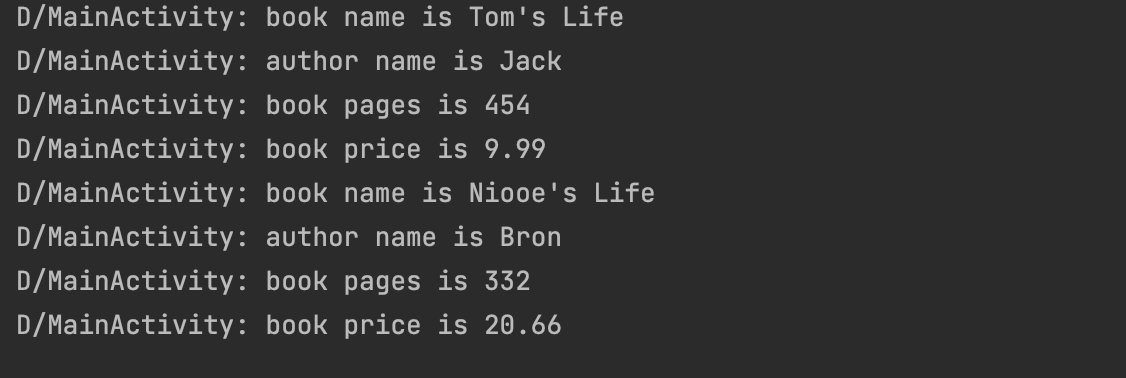 D/MainActivity: book name is Tom's Life
D/MainActivity: author name is Jack
D/MainActivity: book pages is 454
D/MainActivity: book price is 9.99
D/MainActivity: book name is Niooe's Life
D/MainActivity: author name is Bron
D/MainActivity: book pages is 332
D/MainActivity: book price is 20.66